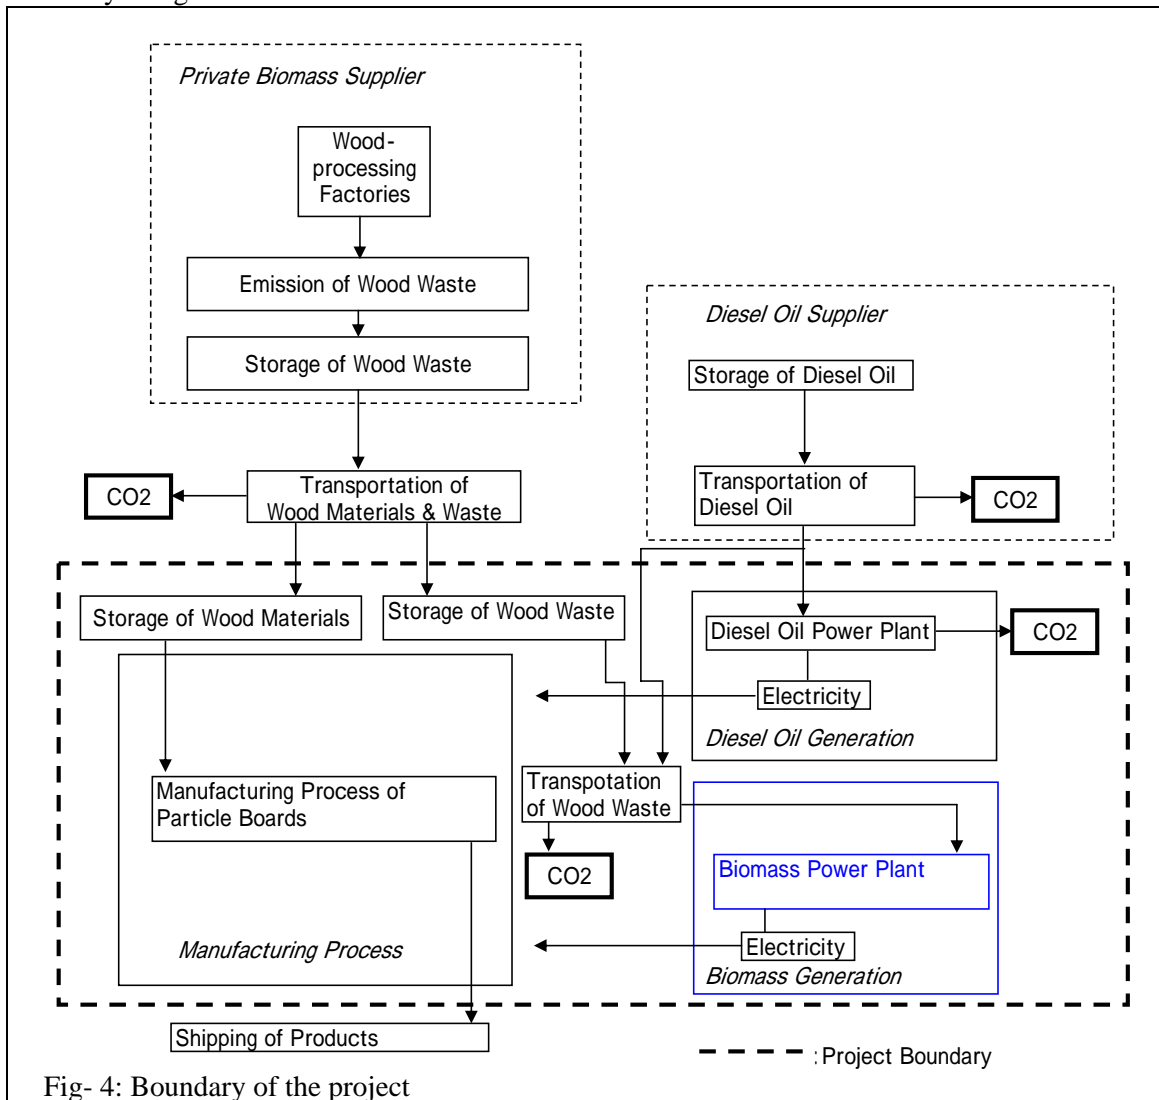 Private Biomass Supplier
Wood-
processing
Factories
Emission of Wood Waste
Storage of Wood Waste
Diesel Oil Supplier
Storage of Diesel Oil
Transportation of
Diesel Oil
CO2
Transportation of
Wood Materials & Waste
CO2
Storage of Wood Materials
Storage of Wood Waste
Diesel Oil Power Plant
CO2
Electricity
Diesel Oil Generation
Manufacturing Process of
Particle Boards
Transpotation
of Wood Waste
CO2
Biomass Power Plant
Electricity
Biomass Generation
Manufacturing Process
Shipping of Products
: Project Boundary
Fig- 4: Boundary of the project